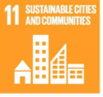 11 SUSTAINABLE CITIES
AND COMMUNITIES